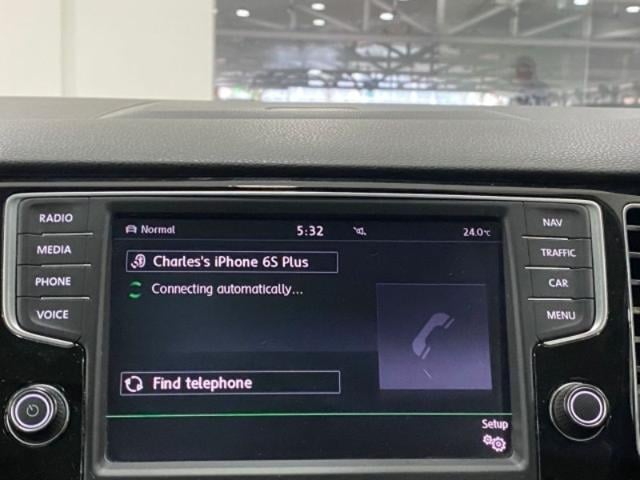 RADIO
MEDIA
PHONE
VOICE
Normal 5:32 24.0°C
Charles's iPhone 6S Plus
Connecting automatically...
Find telephone
Setup
NAV
TRAFFIC
CAR
MENU